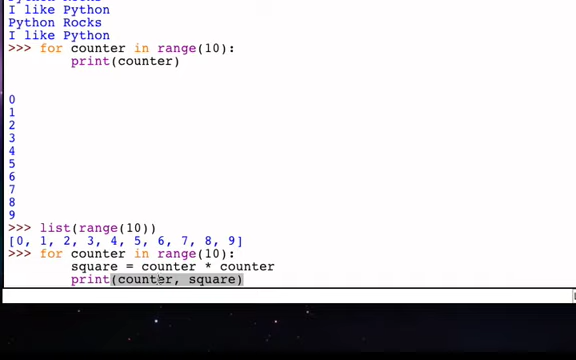 Python Rocks
I like Python
Python Rocks
I like Python
>>> for counter in range(10):
        print(counter)
0
1
2
3
4
5
6
7
8
9
>>> list(range(10))
[0, 1, 2, 3, 4, 5, 6, 7, 8, 9]
>>> for counter in range(10):
        square = counter * counter
        print(counter, square)